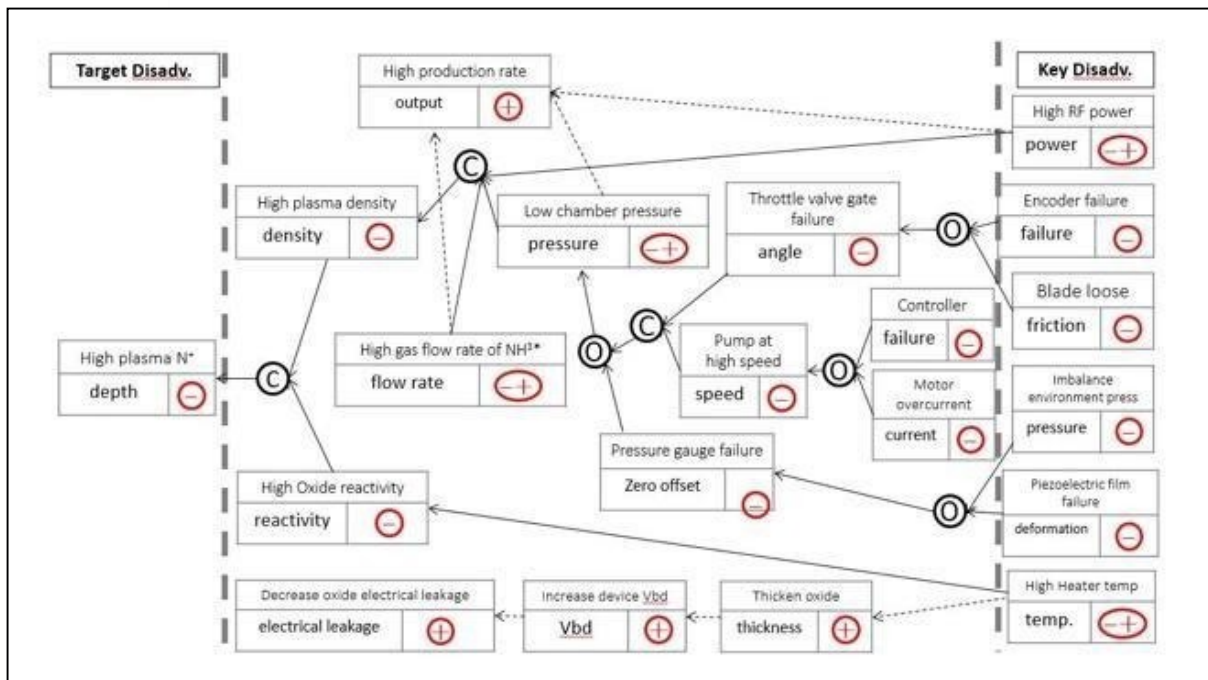 Target Disadv.
Key Disadv.
High production rate
output
+
High RF power
power
−+
C
High plasma density
density
−
Low chamber pressure
pressure
−+
Throttle valve gate
failure
angle
−
O
Encoder failure
failure
−
Blade loose
friction
−
Controller
failure
−
Motor
overcurrent
current
−
O
Pump at
high speed
speed
−
C
O
High gas flow rate of NH³*
flow rate
−+
High plasma N⁺
depth
−
C
Imbalance
environment press
pressure
−
Pressure gauge failure
Zero offset
−
O
Piezoelectric film
failure
deformation
−
High Oxide reactivity
reactivity
−
High Heater temp
temp.
−+
Decrease oxide electrical leakage
electrical leakage
+
Increase device Vbd
Vbd
+
Thicken oxide
thickness
+